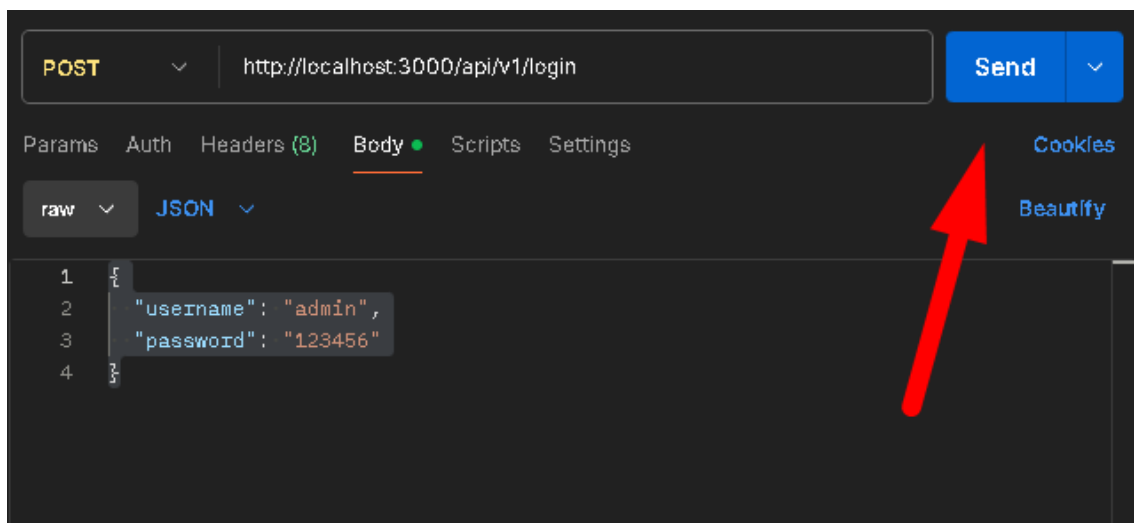 POST http://localhost:3000/api/v1/login Send
Params Auth Headers (8) Body Scripts Settings Cookies
raw JSON Beautify
1 {
2 "username": "admin",
3 "password": "123456"
4 }